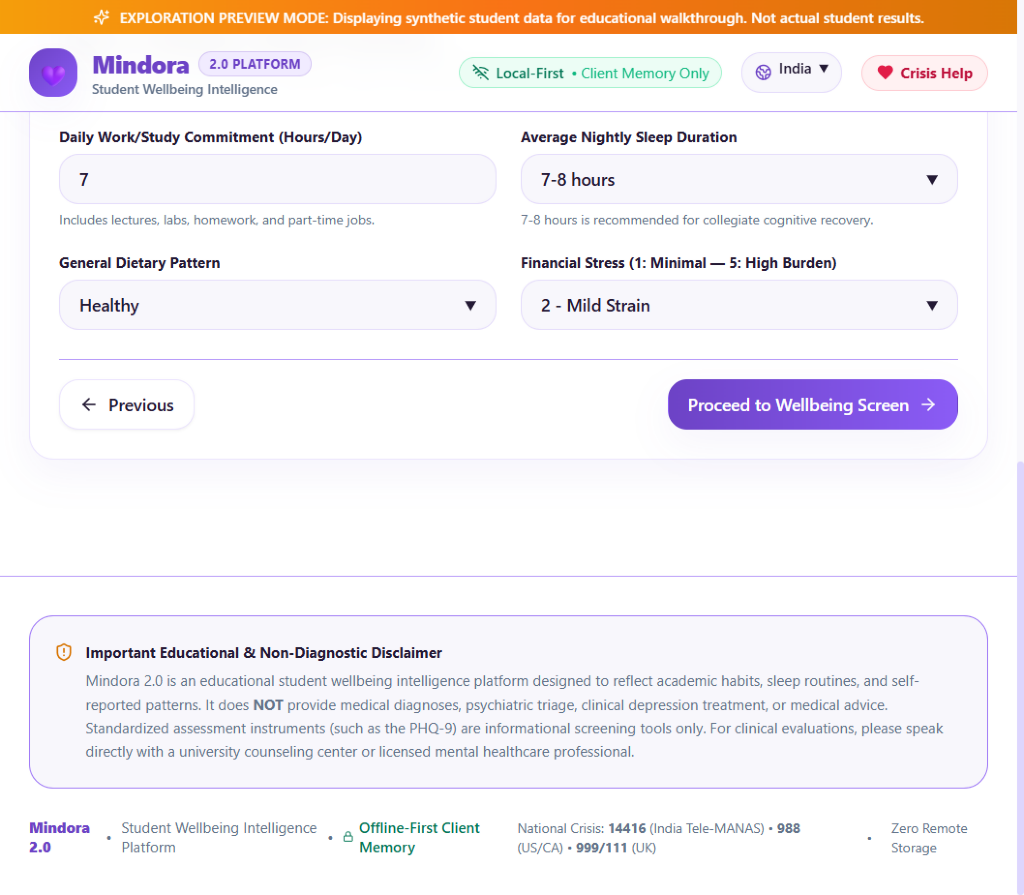 EXPLORATION PREVIEW MODE: Displaying synthetic student data for educational walkthrough. Not actual student results.
Mindora 2.0 PLATFORM
Student Wellbeing Intelligence
Local-First • Client Memory Only
India ▼
Crisis Help
Daily Work/Study Commitment (Hours/Day)
7
Includes lectures, labs, homework, and part-time jobs.
Average Nightly Sleep Duration
7-8 hours ▼
7-8 hours is recommended for collegiate cognitive recovery.
General Dietary Pattern
Healthy ▼
Financial Stress (1: Minimal — 5: High Burden)
2 - Mild Strain ▼
← Previous
Proceed to Wellbeing Screen →
Important Educational & Non-Diagnostic Disclaimer
Mindora 2.0 is an educational student wellbeing intelligence platform designed to reflect academic habits, sleep routines, and self-
reported patterns. It does NOT provide medical diagnoses, psychiatric triage, clinical depression treatment, or medical advice.
Standardized assessment instruments (such as the PHQ-9) are informational screening tools only. For clinical evaluations, please speak
directly with a university counseling center or licensed mental healthcare professional.
Mindora
2.0
•
Student Wellbeing Intelligence
Platform
•
Offline-First Client
Memory
National Crisis: 14416 (India Tele-MANAS) • 988
(US/CA) • 999/111 (UK)
•
Zero Remote
Storage